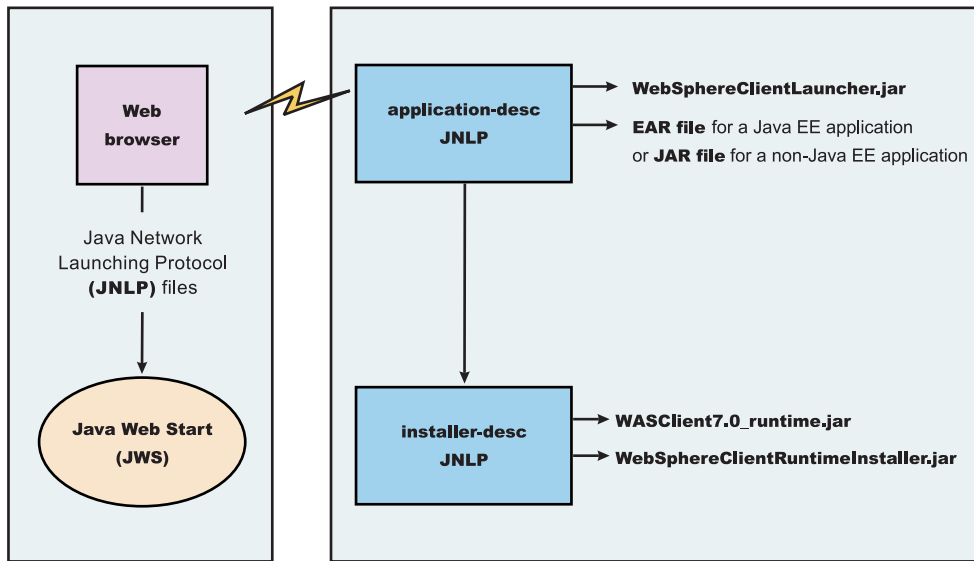 Web
browser
Java Network
Launching Protocol
(JNLP) files
Java Web Start
(JWS)
application-desc
JNLP
WebSphereClientLauncher.jar
EAR file for a Java EE application
or JAR file for a non-Java EE application
installer-desc
JNLP
WASClient7.0_runtime.jar
WebSphereClientRuntimeInstaller.jar